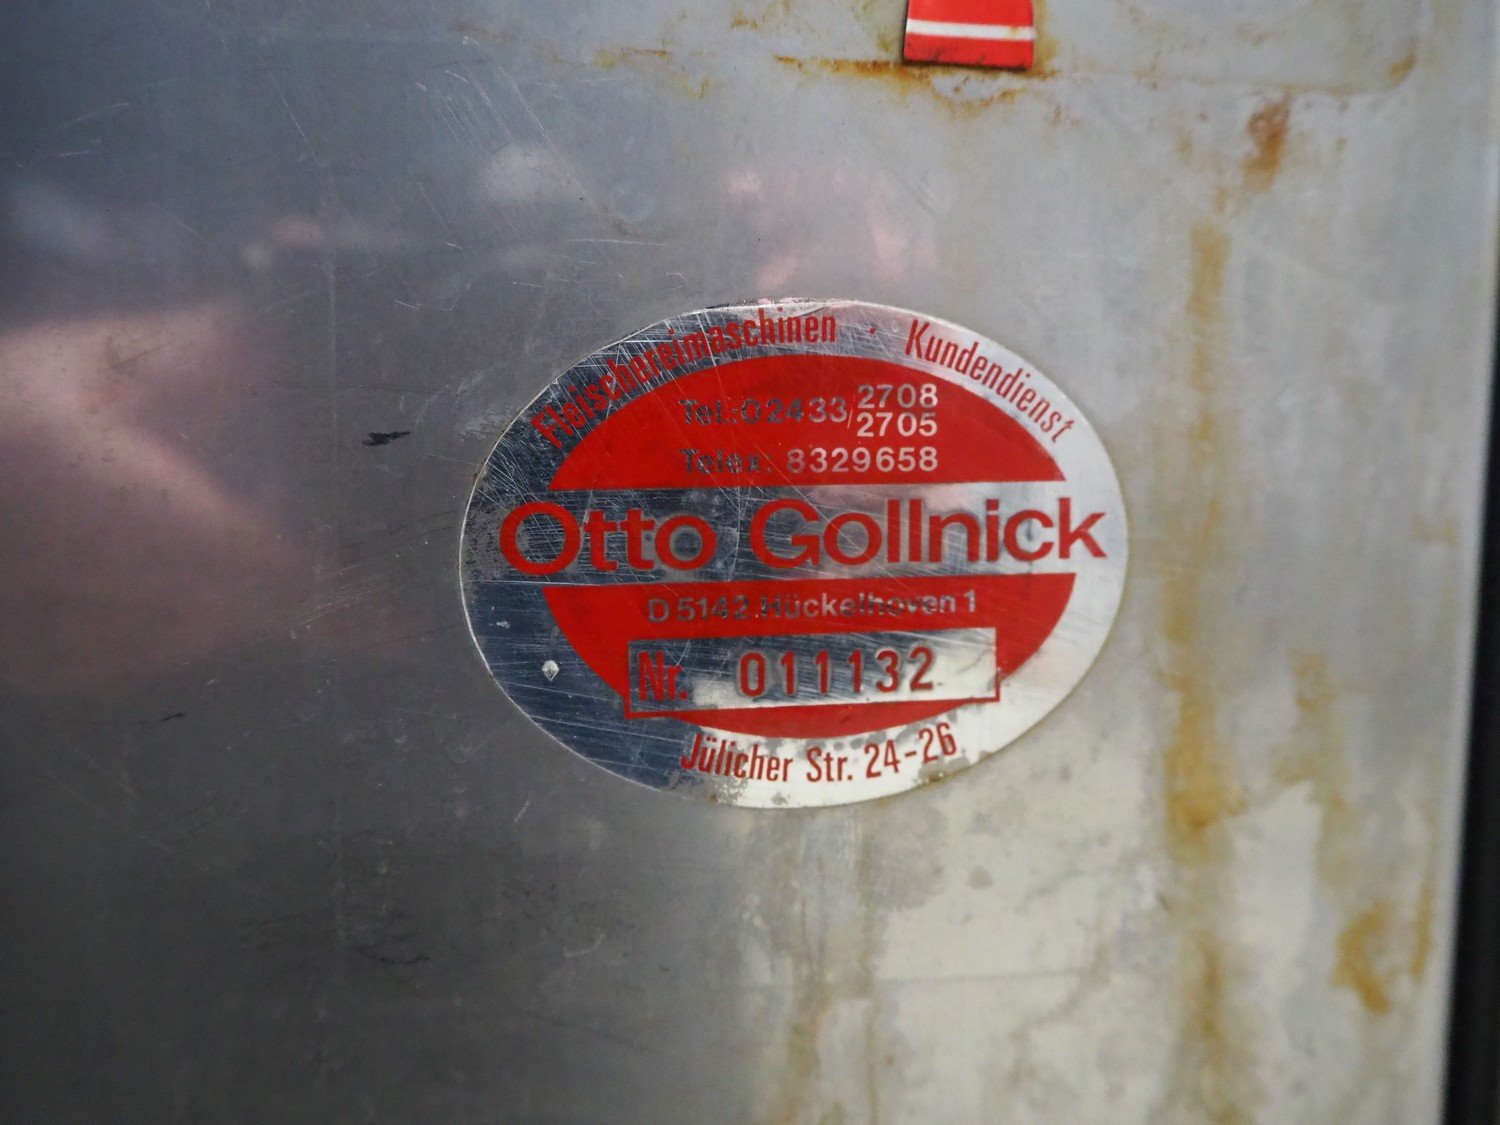 Fleischereimaschinen · Kundendienst
Tel.: 02433/2708
2705
Telex: 8329658
Otto Gollnick
D 5142 Hückelhoven 1
Nr. 011132
Jülicher Str. 24-26